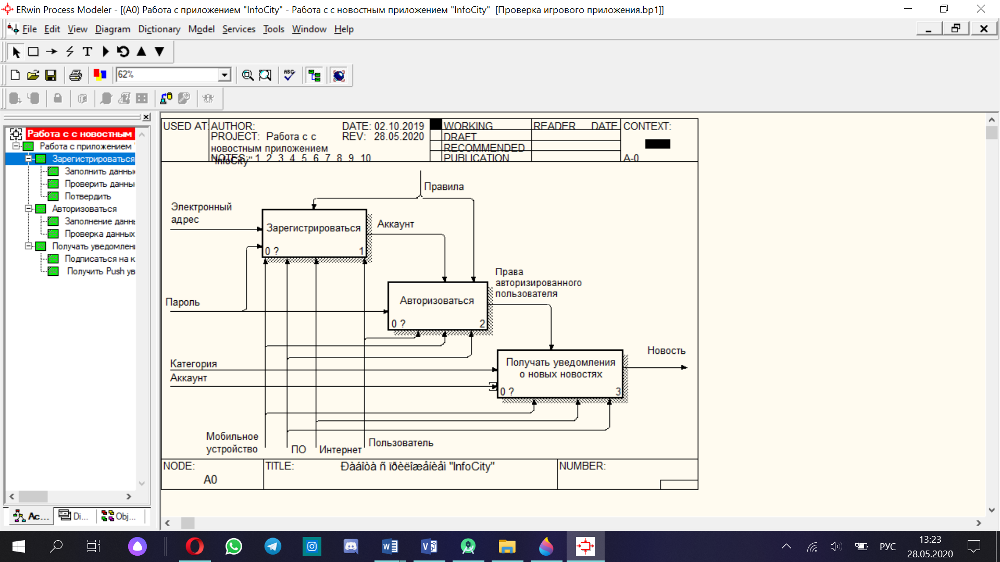 ERwin Process Modeler - [(A0) Работа с приложением "InfoCity" - Работа с с новостным приложением "InfoCity" [Проверка игрового приложения.bp1]]
File Edit View Diagram Dictionary Model Services Tools Window Help
T
62%
ABC
Работа с с новостным
Работа с приложением
Зарегистрироваться
Заполнить данны
Проверить данны
Потвердить
Авторизоваться
Заполнение данн
Проверка данных
Получать уведомлен
Подписаться на к
Получить Push ув
Ac... Di... Obj...
USED AT:
AUTHOR: DATE: 02.10.2019
PROJECT: Работа с с REV: 28.05.2020
новостным приложением
"InfoCity"
NOTES: 1 2 3 4 5 6 7 8 9 10
WORKING
DRAFT
RECOMMENDED
PUBLICATION
READER DATE
CONTEXT:
A-0
Правила
Электронный
адрес
Зарегистрироваться
0 ? 1
Аккаунт
Права
авторизированного
пользователя
Пароль
Авторизоваться
0 ? 2
Категория
Аккаунт
Получать уведомления
о новых новостях
0 ? 3
Новость
Мобильное
устройство
ПО
Интернет
Пользователь
NODE:
A0
TITLE:
Ðàáîòà ñ ïðèëîæåíèåì "InfoCity"
NUMBER:
РУС
13:23
28.05.2020